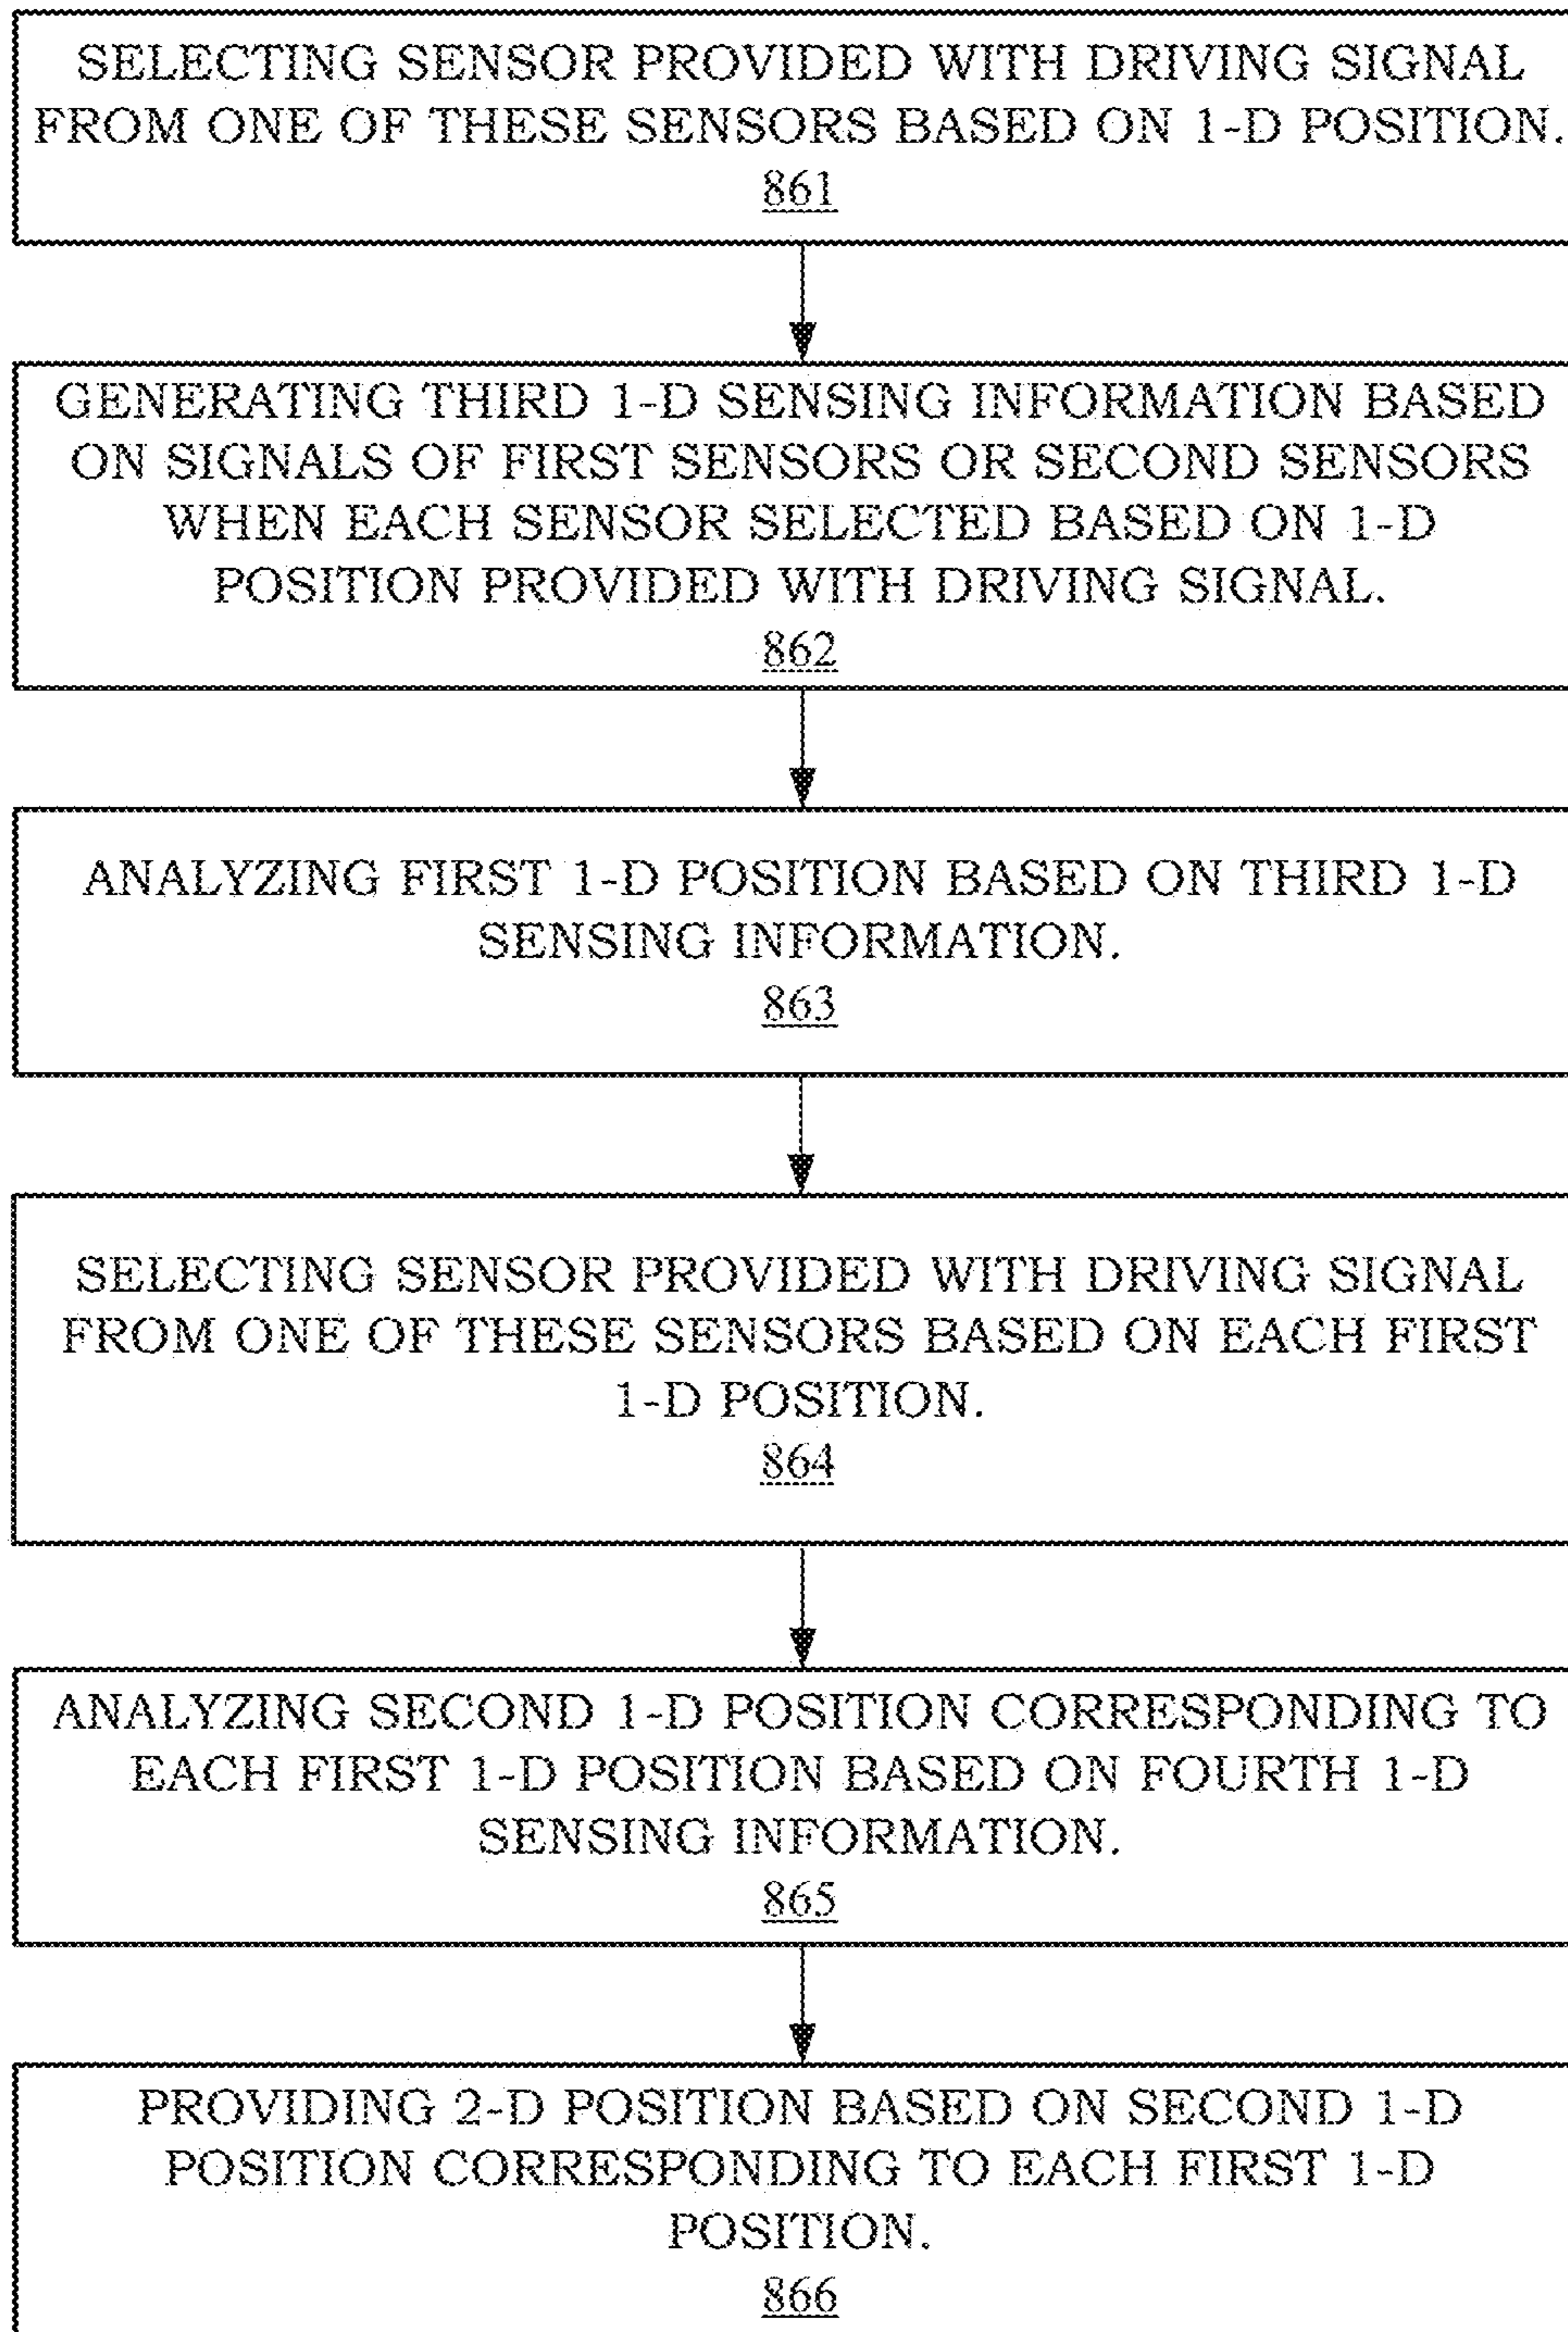 SELECTING SENSOR PROVIDED WITH DRIVING SIGNAL
FROM ONE OF THESE SENSORS BASED ON 1-D POSITION.
861
GENERATING THIRD 1-D SENSING INFORMATION BASED
ON SIGNALS OF FIRST SENSORS OR SECOND SENSORS
WHEN EACH SENSOR SELECTED BASED ON 1-D
POSITION PROVIDED WITH DRIVING SIGNAL.
862
ANALYZING FIRST 1-D POSITION BASED ON THIRD 1-D
SENSING INFORMATION.
863
SELECTING SENSOR PROVIDED WITH DRIVING SIGNAL
FROM ONE OF THESE SENSORS BASED ON EACH FIRST
1-D POSITION.
864
ANALYZING SECOND 1-D POSITION CORRESPONDING TO
EACH FIRST 1-D POSITION BASED ON FOURTH 1-D
SENSING INFORMATION.
865
PROVIDING 2-D POSITION BASED ON SECOND 1-D
POSITION CORRESPONDING TO EACH FIRST 1-D
POSITION.
866